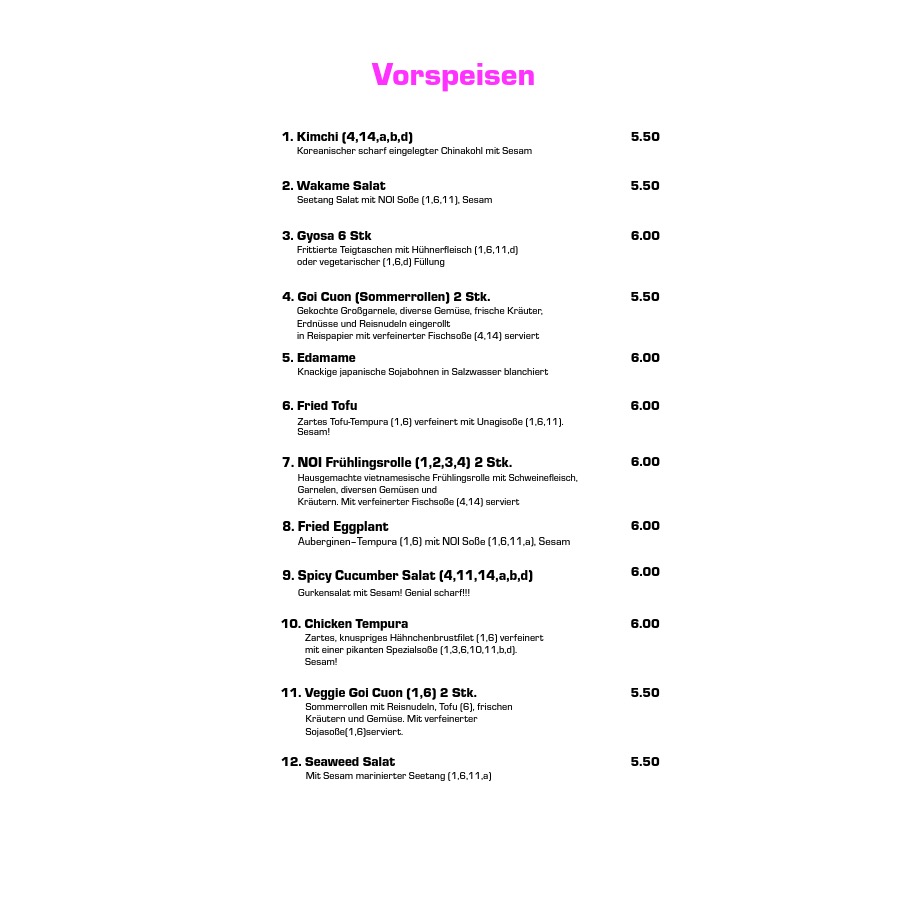 Vorspeisen
1. Kimchi (4,14,a,b,d) 5.50
Koreanischer scharf eingelegter Chinakohl mit Sesam
2. Wakame Salat 5.50
Seetang Salat mit NOI Soße (1,6,11), Sesam
3. Gyosa 6 Stk 6.00
Frittierte Teigtaschen mit Hühnerfleisch (1,6,11,d)
oder vegetarischer (1,6,d) Füllung
4. Goi Cuon (Sommerrollen) 2 Stk. 5.50
Gekochte Großgarnele, diverse Gemüse, frische Kräuter,
Erdnüsse und Reisnudeln eingerollt
in Reispapier mit verfeinerter Fischsoße (4,14) serviert
5. Edamame 6.00
Knackige japanische Sojabohnen in Salzwasser blanchiert
6. Fried Tofu 6.00
Zartes Tofu-Tempura (1,6) verfeinert mit Unagisoße (1,6,11).
Sesam!
7. NOI Frühlingsrolle (1,2,3,4) 2 Stk. 6.00
Hausgemachte vietnamesische Frühlingsrolle mit Schweinefleisch,
Garnelen, diversen Gemüsen und
Kräutern. Mit verfeinerter Fischsoße (4,14) serviert
8. Fried Eggplant 6.00
Auberginen-Tempura (1,6) mit NOI Soße (1,6,11,a), Sesam
9. Spicy Cucumber Salat (4,11,14,a,b,d) 6.00
Gurkensalat mit Sesam! Genial scharf!!!
10. Chicken Tempura 6.00
Zartes, knuspriges Hähnchenbrustfilet (1,6) verfeinert
mit einer pikanten Spezialsoße (1,3,6,10,11,b,d).
Sesam!
11. Veggie Goi Cuon (1,6) 2 Stk. 5.50
Sommerrollen mit Reisnudeln, Tofu (6), frischen
Kräutern und Gemüse. Mit verfeinerter
Sojasoße(1,6)serviert.
12. Seaweed Salat 5.50
Mit Sesam marinierter Seetang (1,6,11,a)